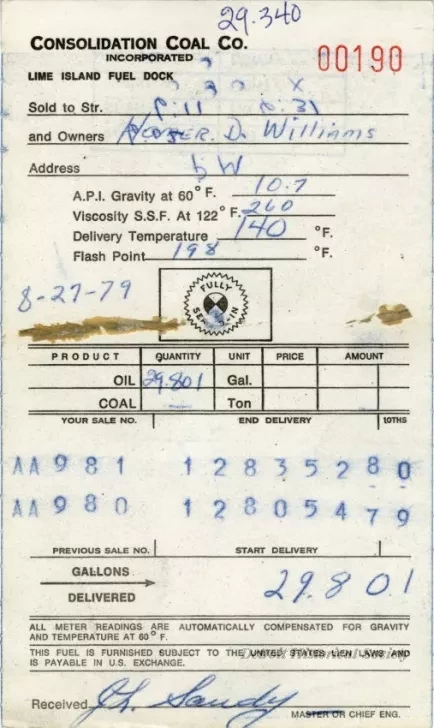 29.340
CONSOLIDATION COAL CO.
INCORPORATED
00190
LIME ISLAND FUEL DOCK
Sold to Str.
and Owners Homer D. Williams
Address
A.P.I. Gravity at 60° F. 10.7
Viscosity S.S.F. At 122° F. 260
Delivery Temperature 140 °F.
Flash Point 198 °F.
FULLY
8-27-79
PRODUCT QUANTITY UNIT PRICE AMOUNT
OIL 29.801 Gal.
COAL — Ton
YOUR SALE NO. END DELIVERY 10THS
AA981 12835280
AA980 12805479
PREVIOUS SALE NO. START DELIVERY
GALLONS
DELIVERED 29.801
ALL METER READINGS ARE AUTOMATICALLY COMPENSATED FOR GRAVITY
AND TEMPERATURE AT 60° F.
THIS FUEL IS FURNISHED SUBJECT TO THE UNITED STATES LIEN LAWS AND
IS PAYABLE IN U.S. EXCHANGE.
Received
MASTER OR CHIEF ENG.